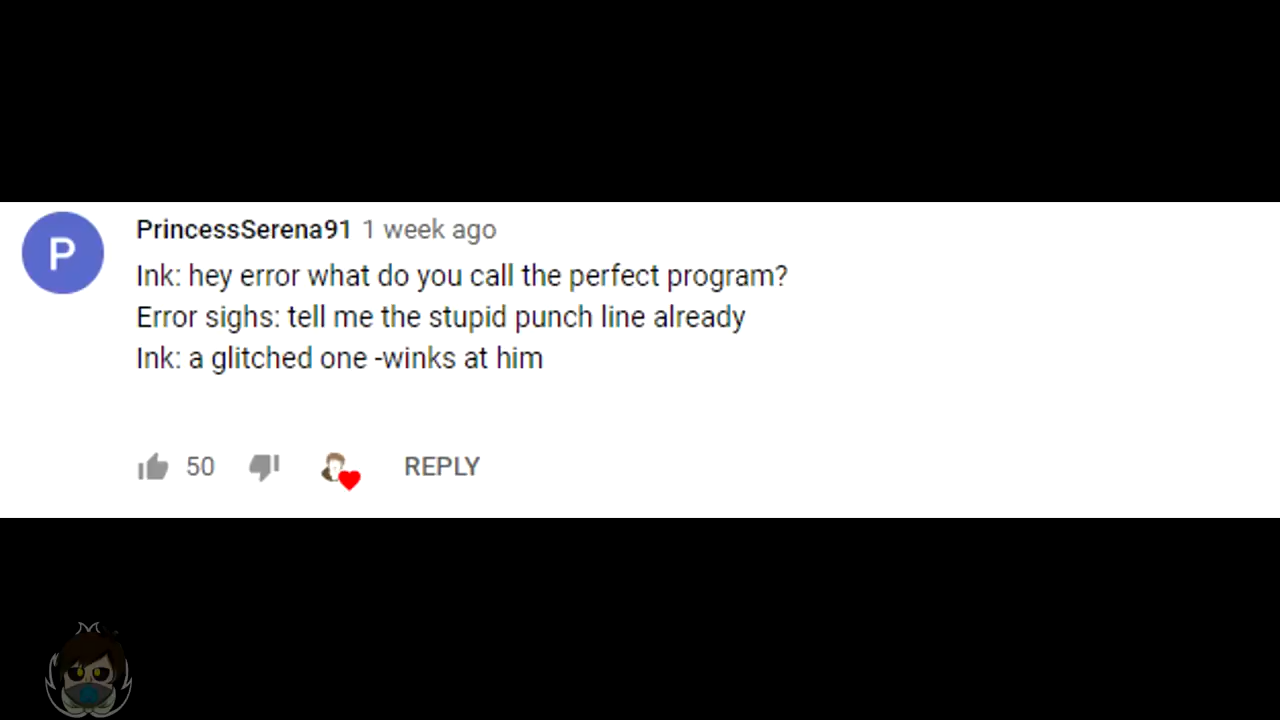 P
PrincessSerena91 1 week ago
Ink: hey error what do you call the perfect program?
Error sighs: tell me the stupid punch line already
Ink: a glitched one -winks at him
50 REPLY